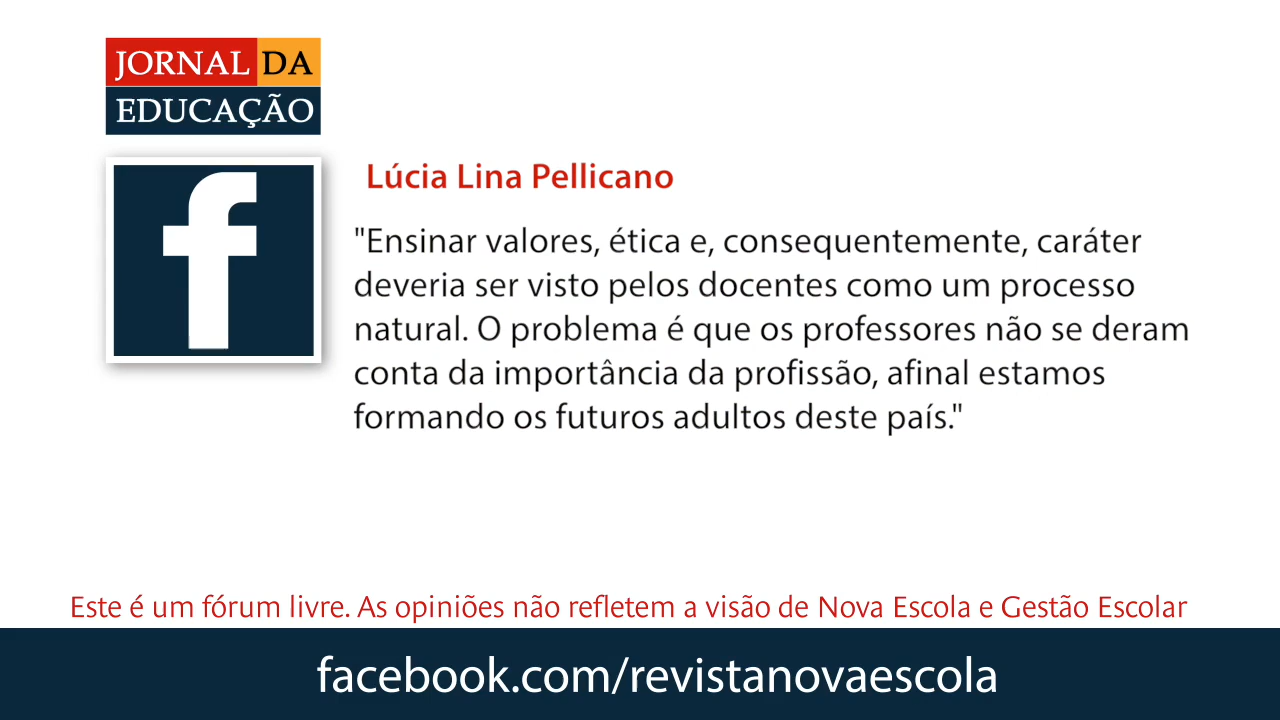 JORNAL DA
EDUCAÇÃO
Lúcia Lina Pellicano
"Ensinar valores, ética e, consequentemente, caráter
deveria ser visto pelos docentes como um processo
natural. O problema é que os professores não se deram
conta da importância da profissão, afinal estamos
formando os futuros adultos deste país."
Este é um fórum livre. As opiniões não refletem a visão de Nova Escola e Gestão Escolar
facebook.com/revistanovaescola